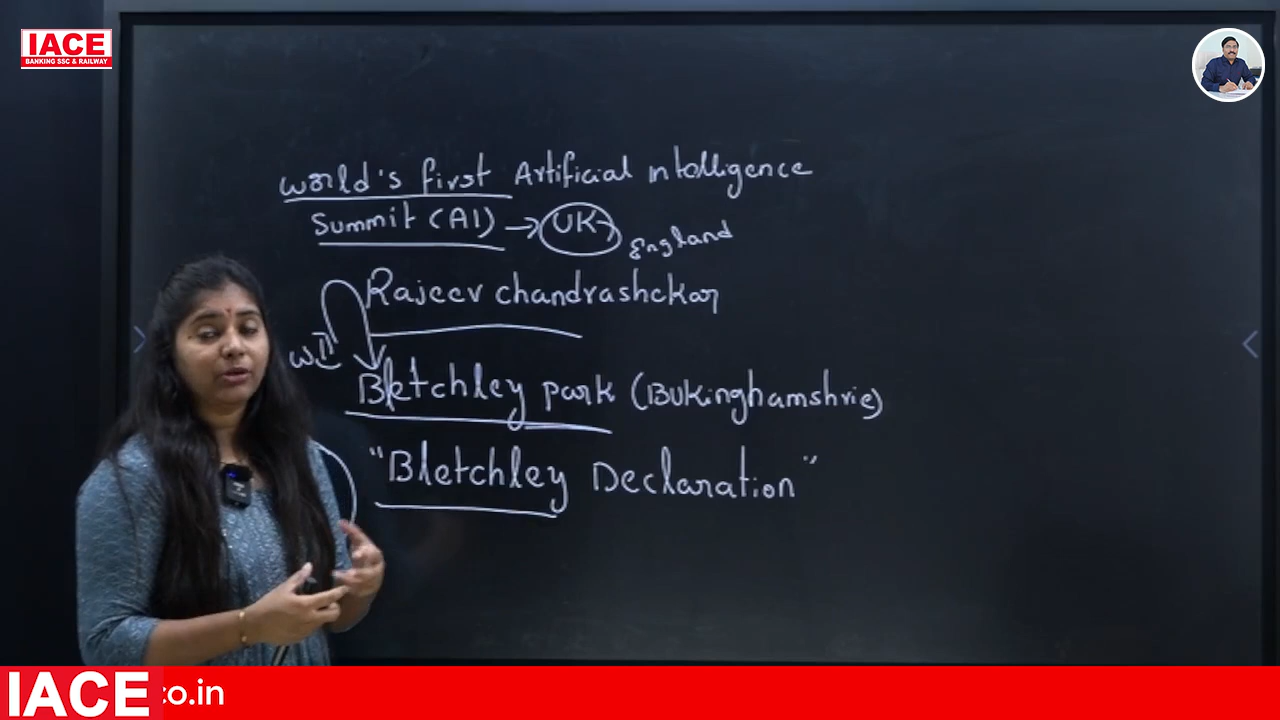 IACE
BANKING SSC & RAILWAY
World's first Artificial intelligence
Summit (AI) → UK
England
Rajeev chandrashekar
Bletchley park (Bukinghamshrie)
"Bletchley Declaration"
IACE co.in